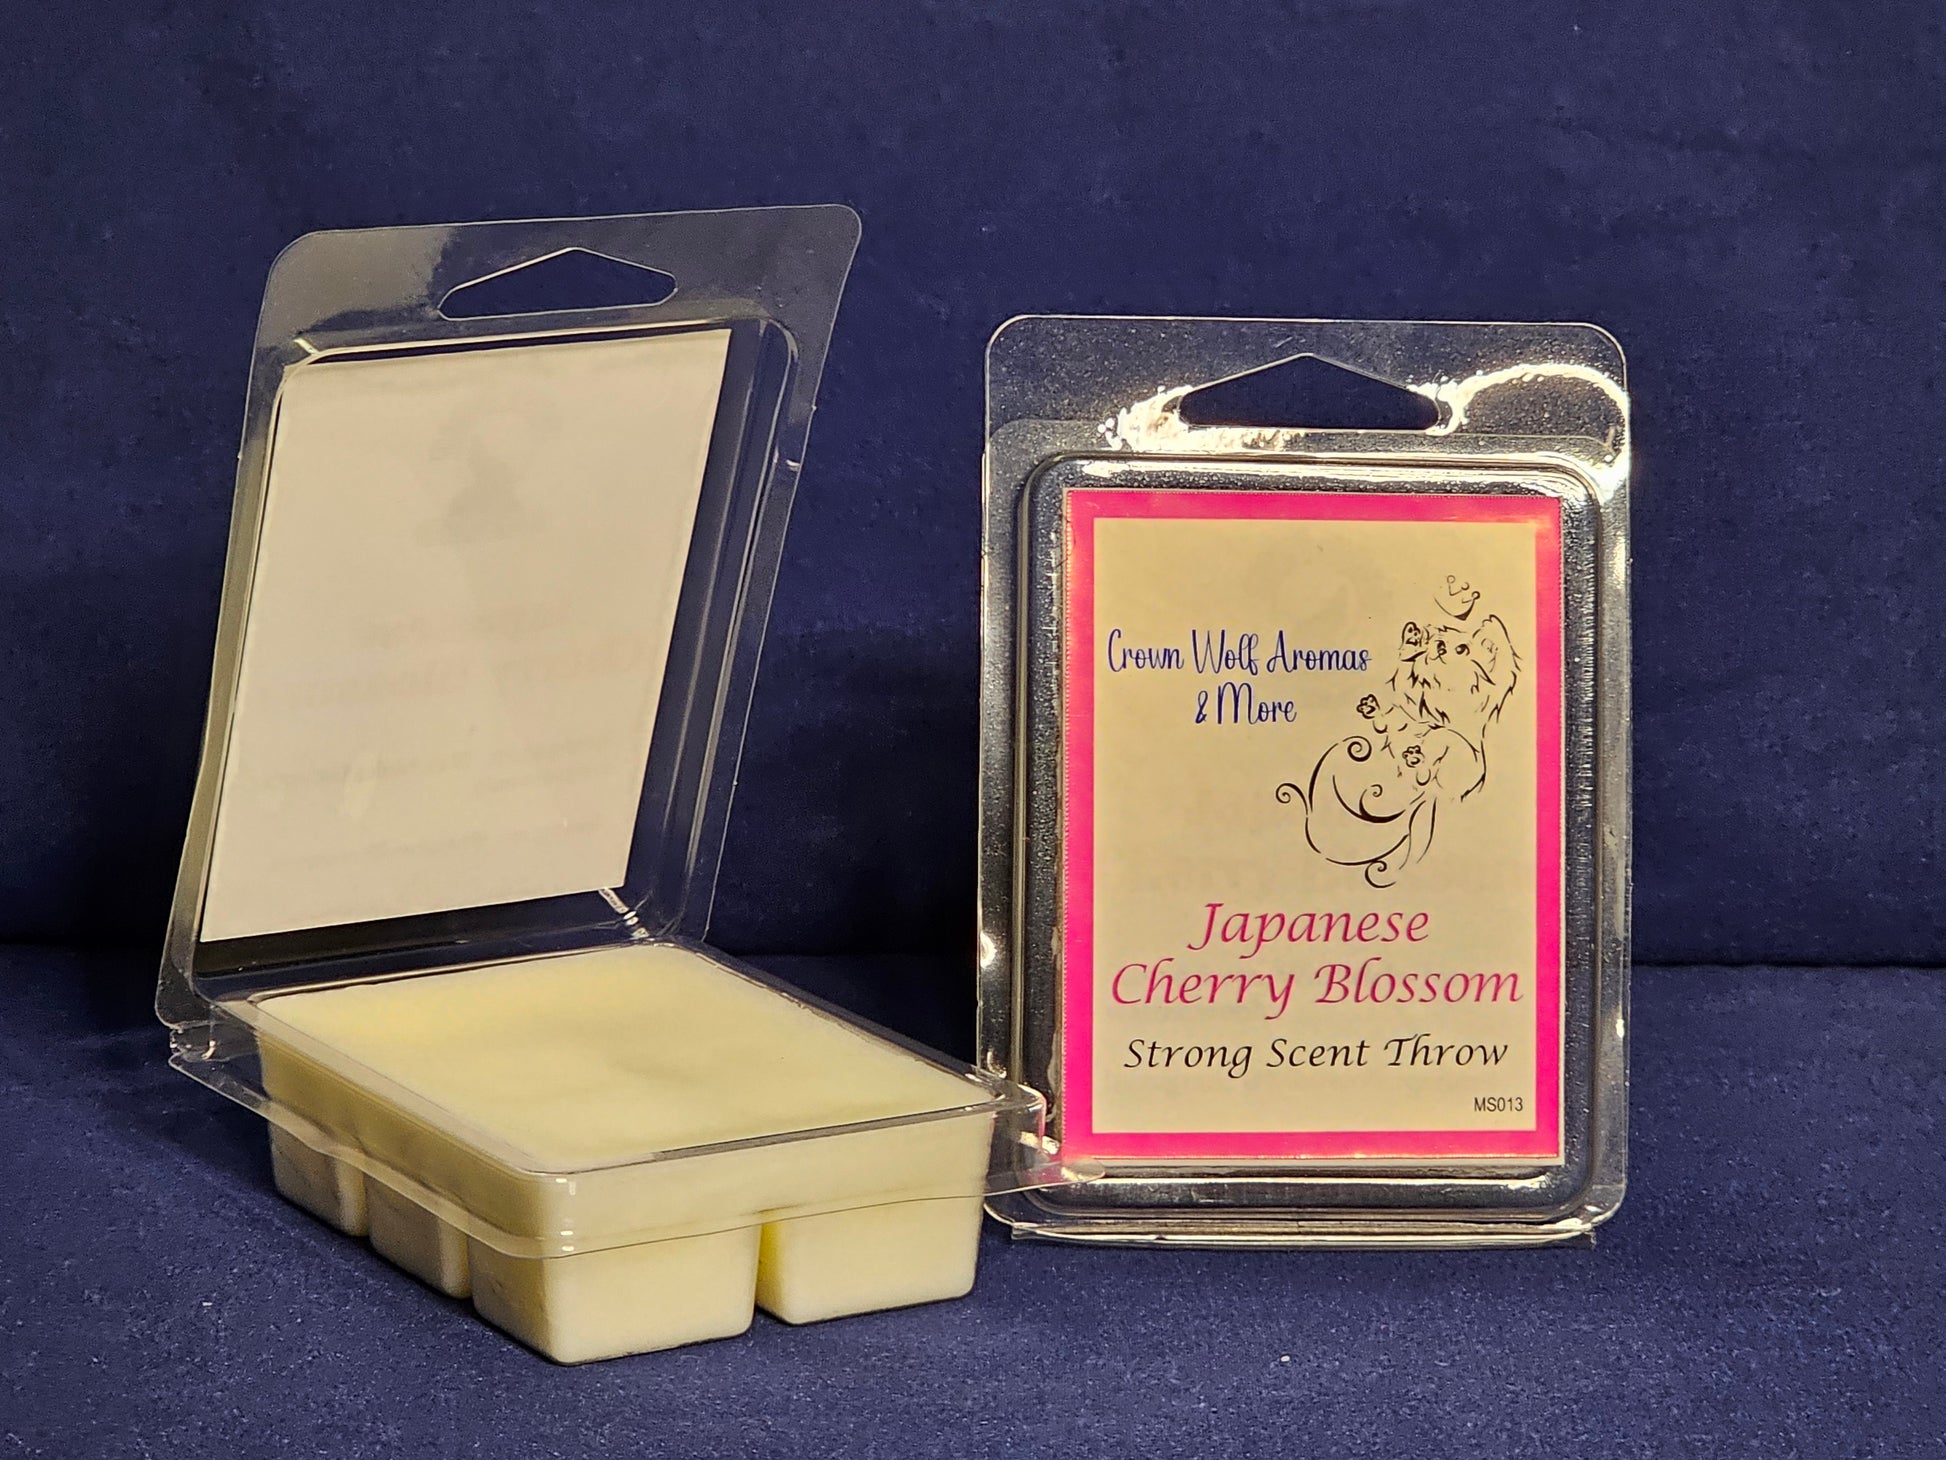 Crown Wolf Aromas
& More
Japanese
Cherry Blossom
Strong Scent Throw
MS013